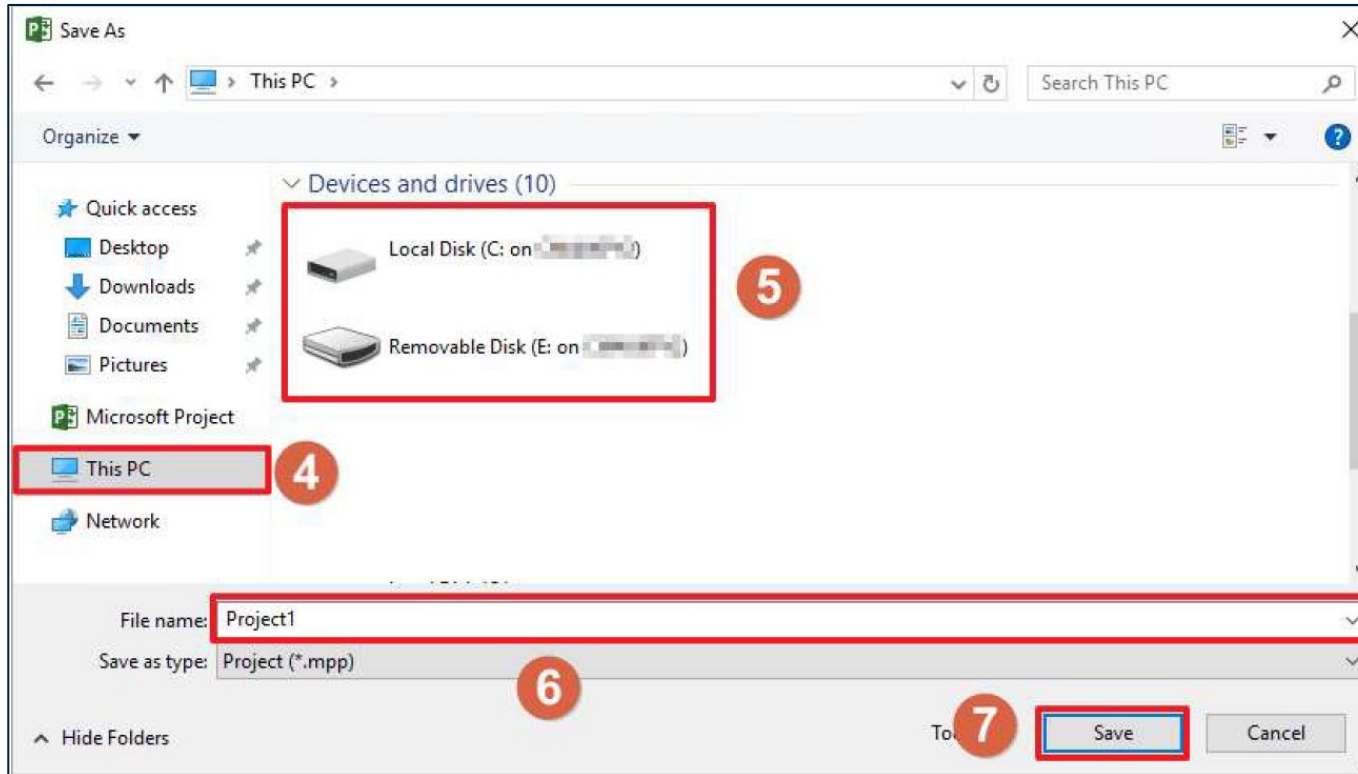 Save As
This PC
Search This PC
Organize
Devices and drives (10)
Quick access
Desktop
Downloads
Documents
Pictures
Microsoft Project
This PC
Network
4
Local Disk (C: on )
Removable Disk (E: on )
5
File name: Project1
Save as type: Project (*.mpp)
6
Hide Folders
7
Save
Cancel